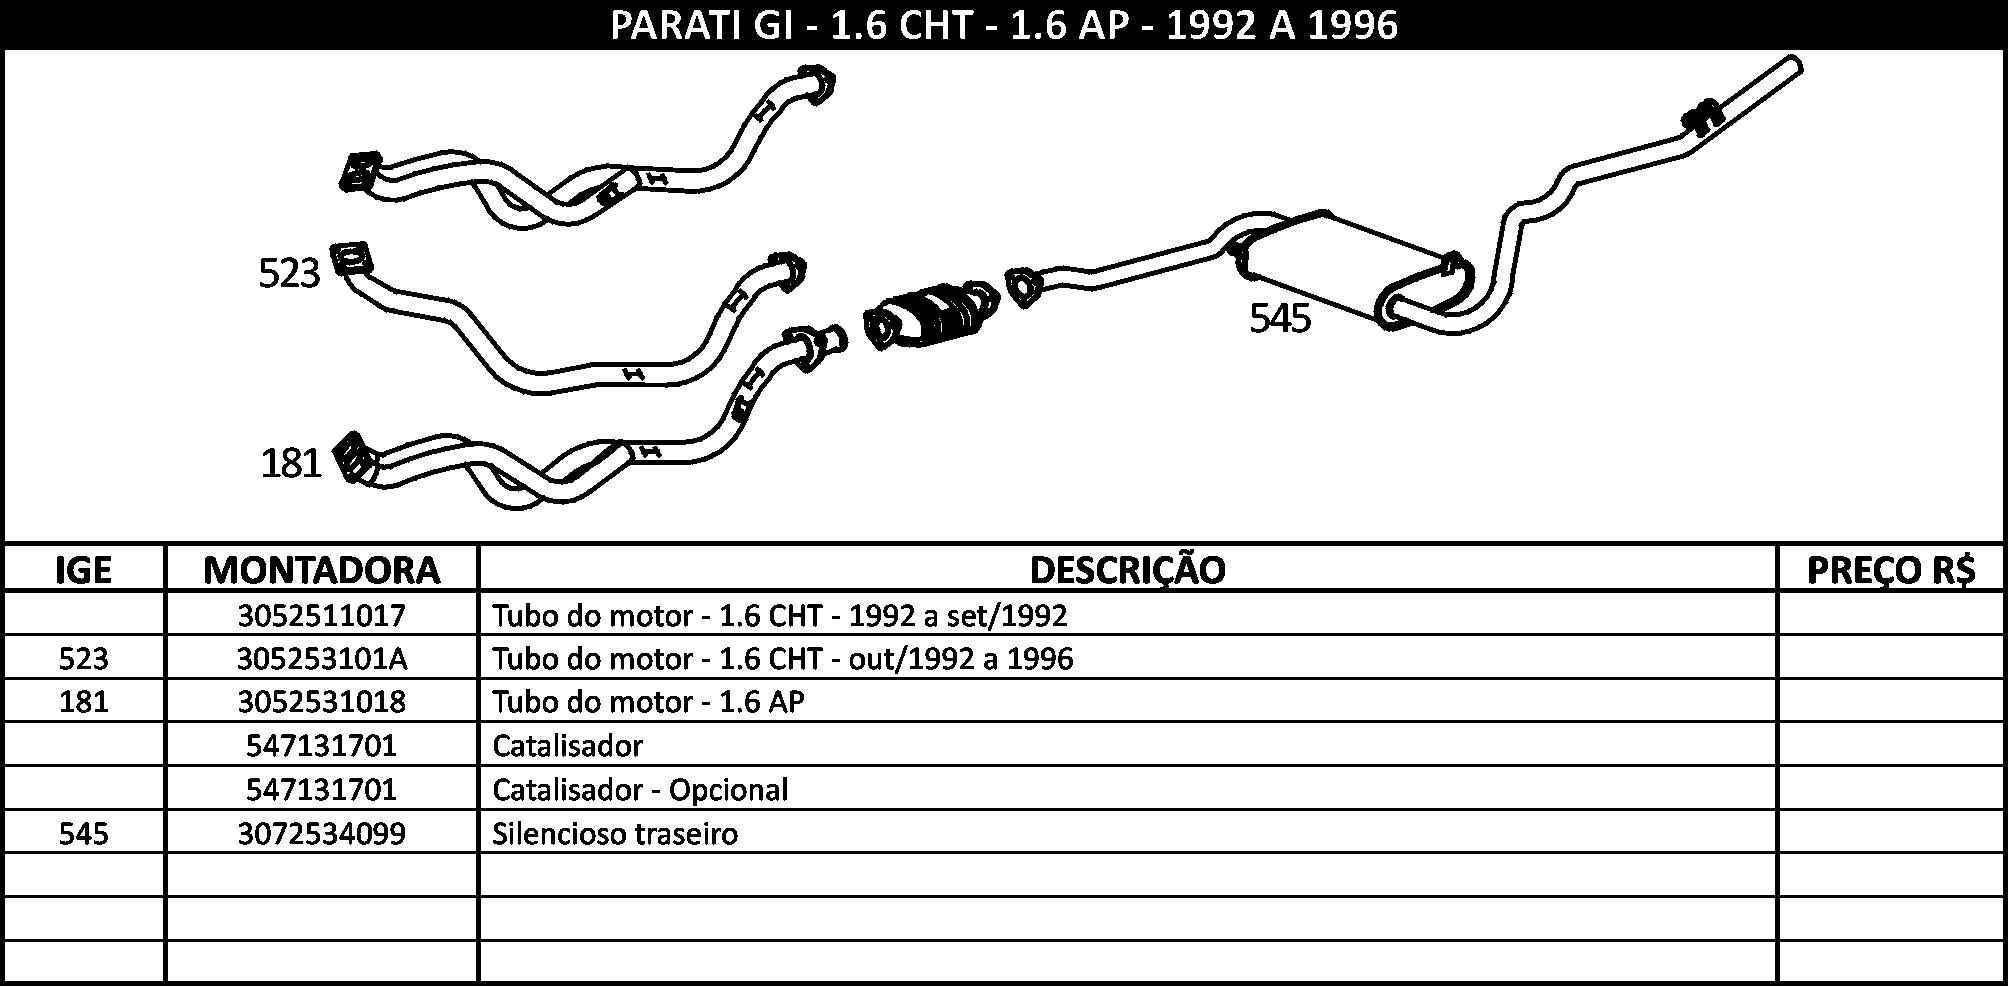 PARATI GI - 1.6 CHT - 1.6 AP - 1992 A 1996
523
545
181
IGE MONTADORA DESCRIÇÃO PREÇO R$
3052511017 Tubo do motor - 1.6 CHT - 1992 a set/1992
523 305253101A Tubo do motor - 1.6 CHT - out/1992 a 1996
181 3052531018 Tubo do motor - 1.6 AP
547131701 Catalisador
547131701 Catalisador - Opcional
545 3072534099 Silencioso traseiro